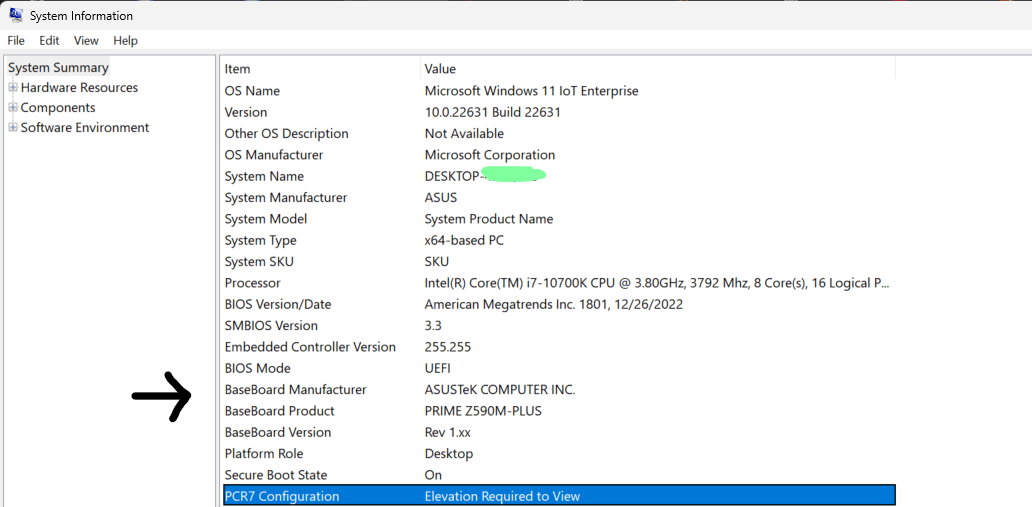 System Information
File Edit View Help
System Summary
Hardware Resources
Components
Software Environment
Item Value
OS Name Microsoft Windows 11 IoT Enterprise
Version 10.0.22631 Build 22631
Other OS Description Not Available
OS Manufacturer Microsoft Corporation
System Name DESKTOP-
System Manufacturer ASUS
System Model System Product Name
System Type x64-based PC
System SKU SKU
Processor Intel(R) Core(TM) i7-10700K CPU @ 3.80GHz, 3792 Mhz, 8 Core(s), 16 Logical P...
BIOS Version/Date American Megatrends Inc. 1801, 12/26/2022
SMBIOS Version 3.3
Embedded Controller Version 255.255
BIOS Mode UEFI
BaseBoard Manufacturer ASUSTeK COMPUTER INC.
BaseBoard Product PRIME Z590M-PLUS
BaseBoard Version Rev 1.xx
Platform Role Desktop
Secure Boot State On
PCR7 Configuration Elevation Required to View